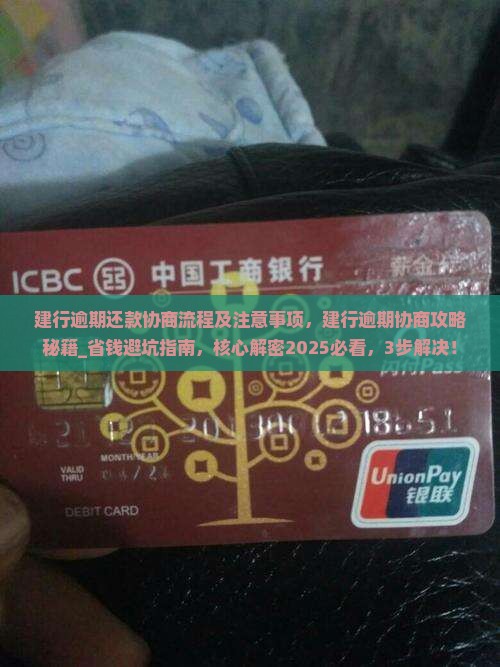 ICBC 中国工商银行
建行逾期还款协商流程及注意事项，建行逾期协商攻略
秘籍_省钱避坑指南，核心解密2025必看，3步解决！
MONTH/YEAR
VALID
THRU
DEBIT CARD
UnionPay
银联